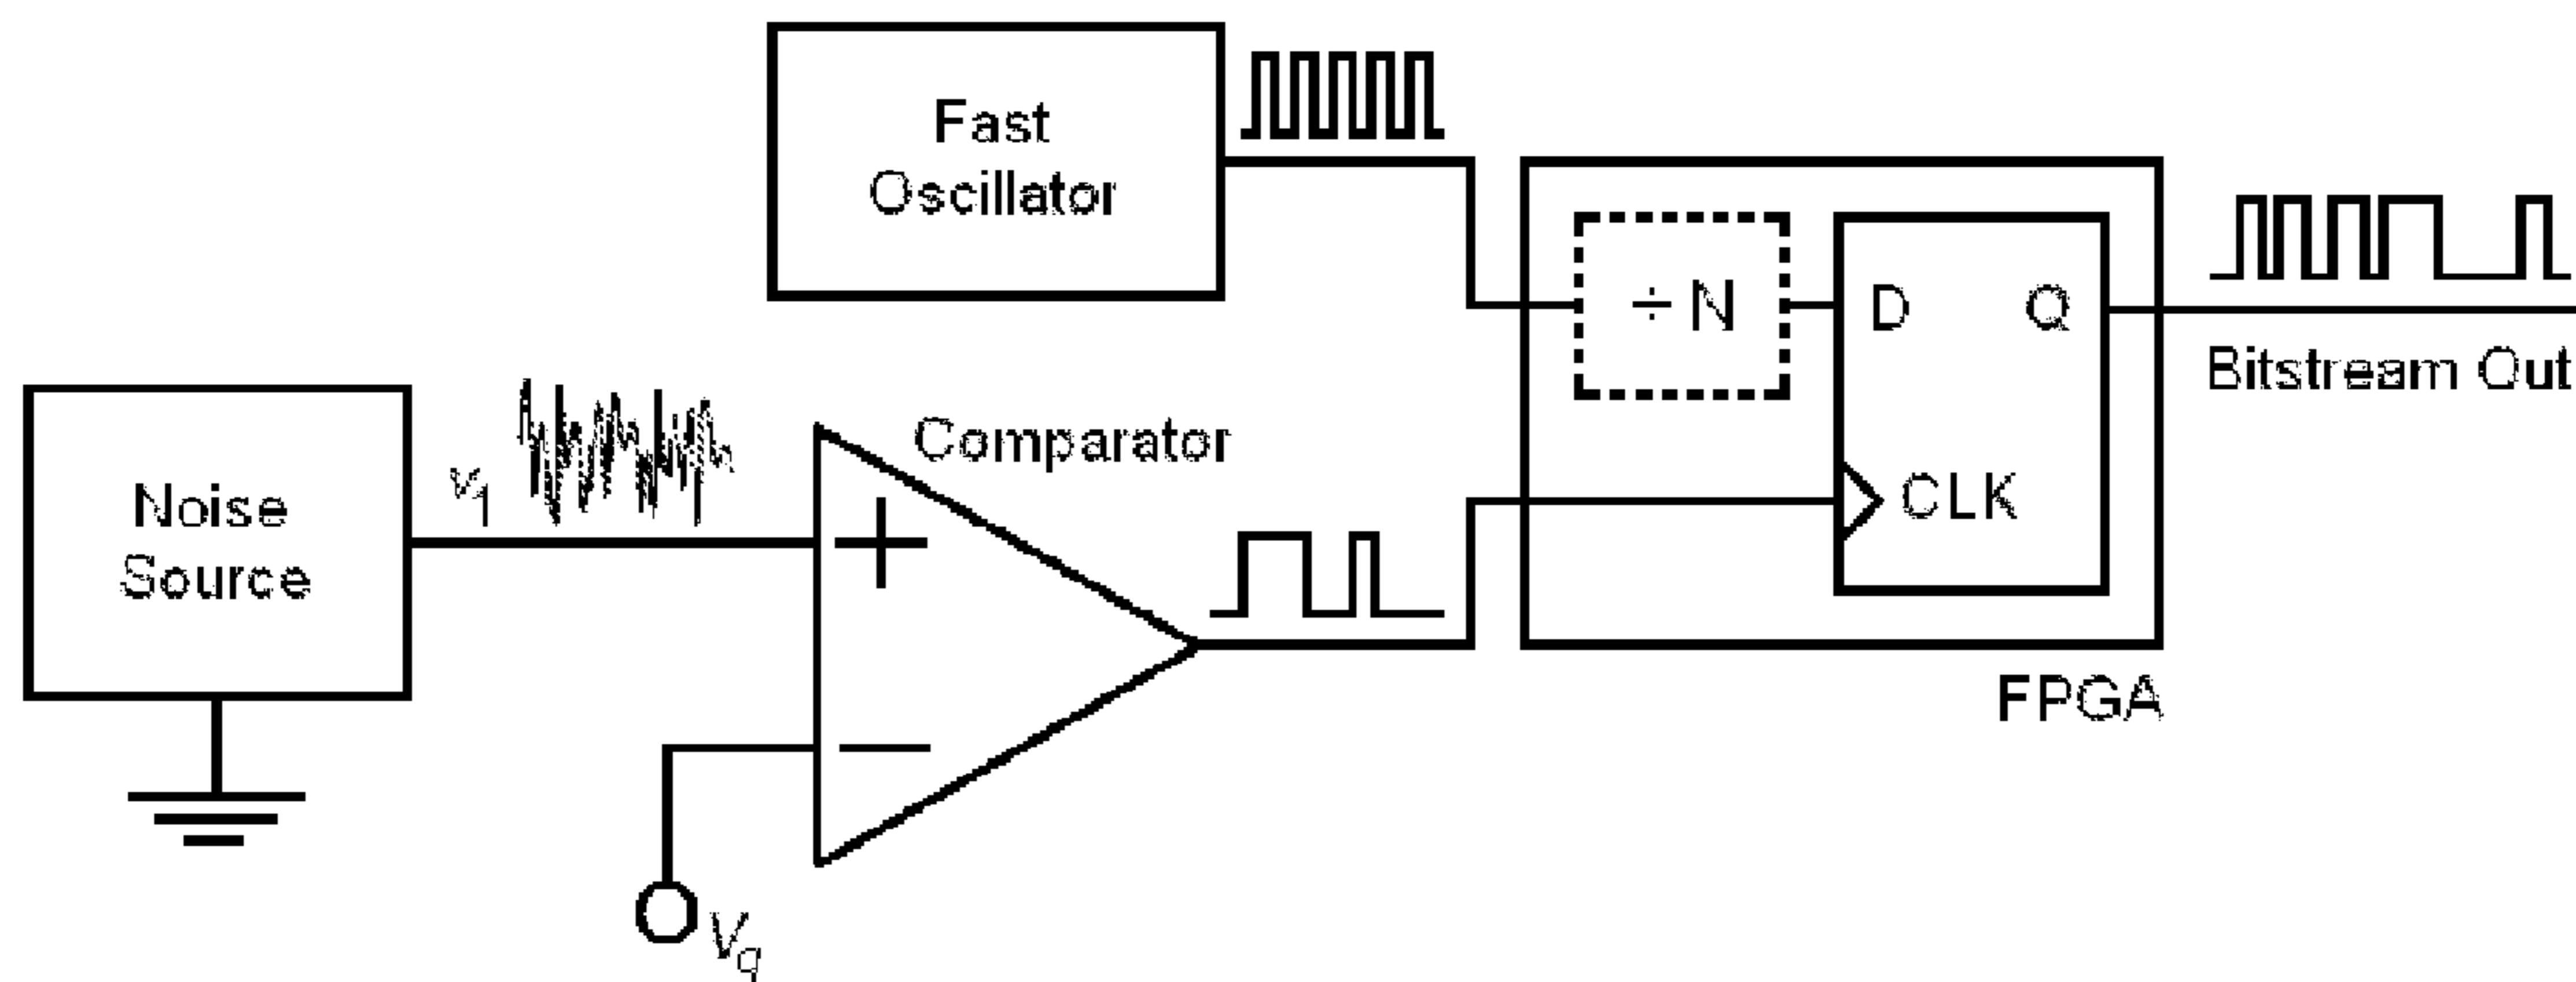 Fast
Oscillator
÷ N
D
Q
Bitstream Out
Comparator
v1
Noise
Source
+
CLK
−
FPGA
Vq